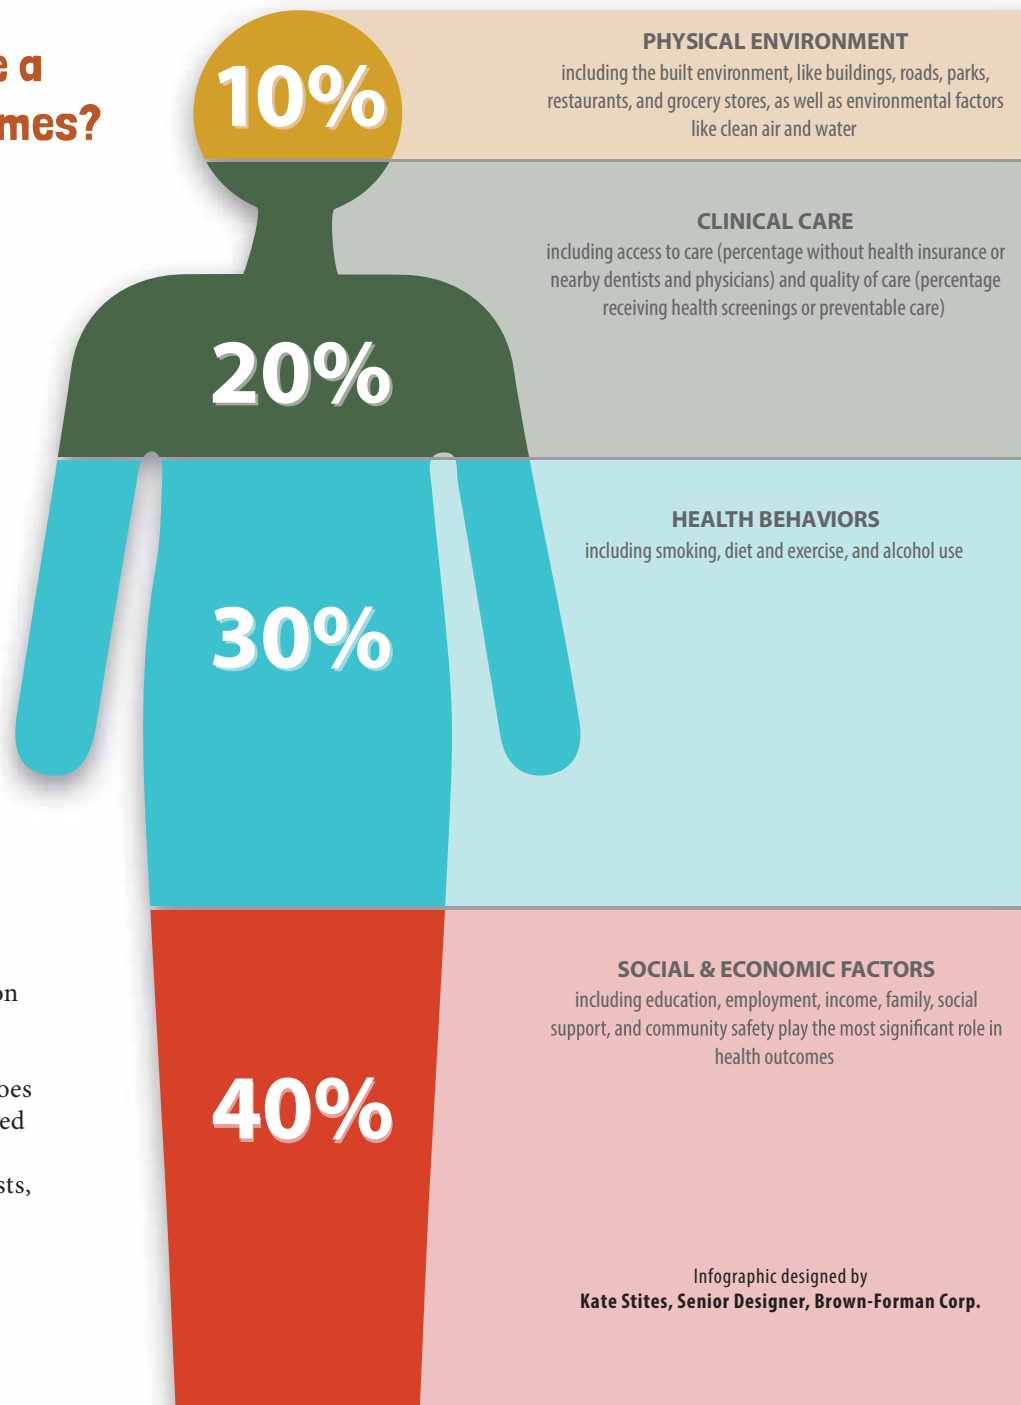 e a
mes?
10%
PHYSICAL ENVIRONMENT
including the built environment, like buildings, roads, parks,
restaurants, and grocery stores, as well as environmental factors
like clean air and water
20%
CLINICAL CARE
including access to care (percentage without health insurance or
nearby dentists and physicians) and quality of care (percentage
receiving health screenings or preventable care)
30%
HEALTH BEHAVIORS
including smoking, diet and exercise, and alcohol use
on
oes
ed
sts,
40%
SOCIAL & ECONOMIC FACTORS
including education, employment, income, family, social
support, and community safety play the most significant role in
health outcomes
Infographic designed by
Kate Stites, Senior Designer, Brown-Forman Corp.